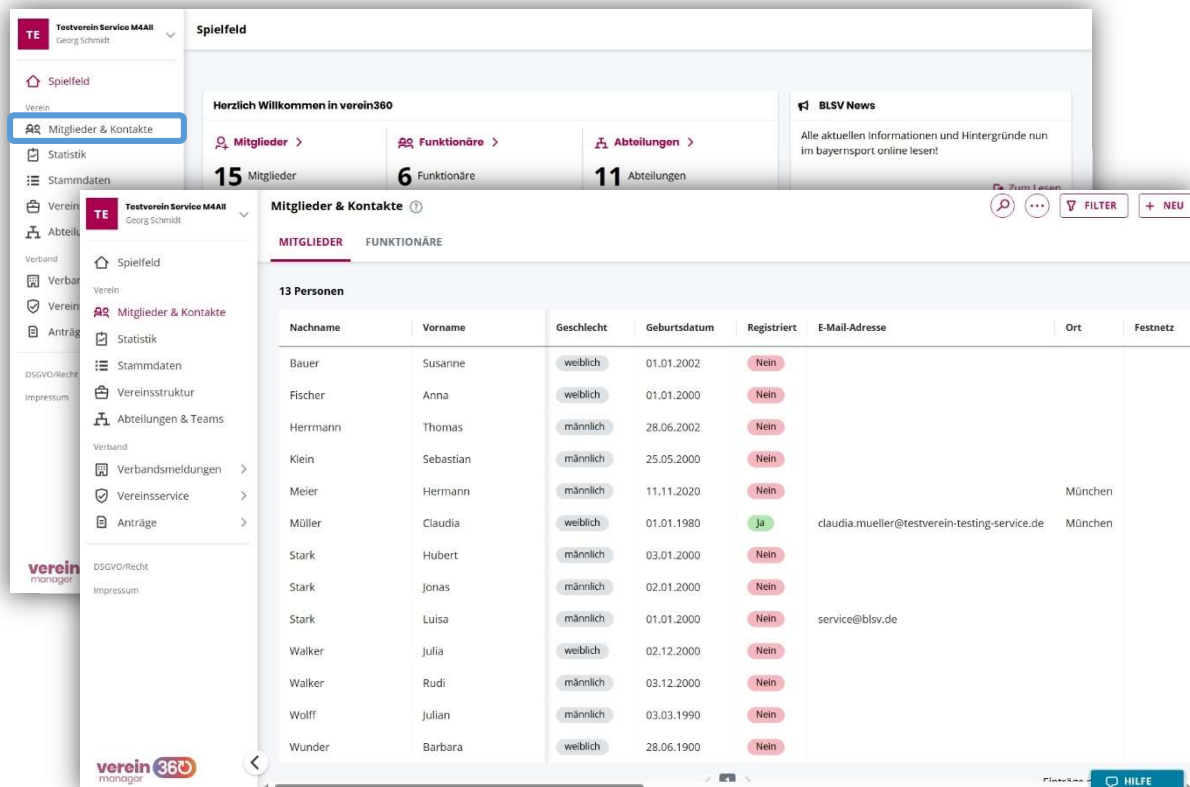 TE
Testverein Service M4All
Georg Schmidt
Spielfeld
Spielfeld
Verein
Mitglieder & Kontakte
Statistik
Stammdaten
Verein
Verband
Verein
DSGVO/Recht
Impressum
verein
manager
Herzlich Willkommen in verein360
Mitglieder >
15 Mitglieder
Funktionäre >
6 Funktionäre
Abteilungen >
11 Abteilungen
BLSV News
Alle aktuellen Informationen und Hintergründe nun
im bayernsport online lesen!
Zum Lesen
TE
Testverein Service M4All
Georg Schmidt
Spielfeld
Verein
Mitglieder & Kontakte
Statistik
Stammdaten
Vereinsstruktur
Abteilungen & Teams
Verband
Verbandsmeldungen >
Vereinsservice >
Anträge >
DSGVO/Recht
Impressum
verein 360
manager
Mitglieder & Kontakte ?
FILTER
+ NEU
MITGLIEDER FUNKTIONÄRE
13 Personen
Nachname Vorname Geschlecht Geburtsdatum Registriert E-Mail-Adresse Ort Festnetz
Bauer Susanne weiblich 01.01.2002 Nein
Fischer Anna weiblich 01.01.2000 Nein
Herrmann Thomas männlich 28.06.2002 Nein
Klein Sebastian männlich 25.05.2000 Nein
Meier Hermann männlich 11.11.2020 Nein München
Müller Claudia weiblich 01.01.1980 Ja claudia.mueller@testverein-testing-service.de München
Stark Hubert männlich 03.01.2000 Nein
Stark Jonas männlich 02.01.2000 Nein
Stark Luisa männlich 01.01.2000 Nein service@blsv.de
Walker Julia weiblich 02.12.2000 Nein
Walker Rudi männlich 03.12.2000 Nein
Wolff Julian männlich 03.03.1990 Nein
Wunder Barbara weiblich 28.06.1900 Nein
< 1 >
HILFE